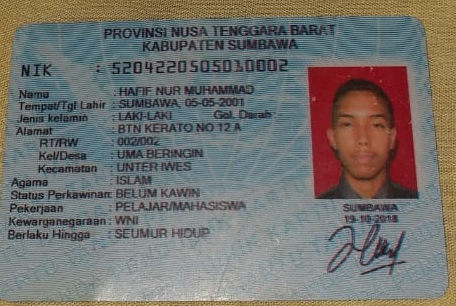 PROVINSI NUSA TENGGARA BARAT
KABUPATEN SUMBAWA
NIK : 5204220505010002
Nama : HAFIF NUR MUHAMMAD
Tempat/Tgl Lahir : SUMBAWA, 05-05-2001
Jenis kelamin : LAKI-LAKI Gol. Darah :
Alamat : BTN KERATO NO 12 A
RT/RW : 002/002
Kel/Desa : UMA BERINGIN
Kecamatan : UNTER IWES
Agama : ISLAM
Status Perkawinan: BELUM KAWIN
Pekerjaan : PELAJAR/MAHASISWA
Kewarganegaraan: WNI
Berlaku Hingga : SEUMUR HIDUP
SUMBAWA
19-10-2018